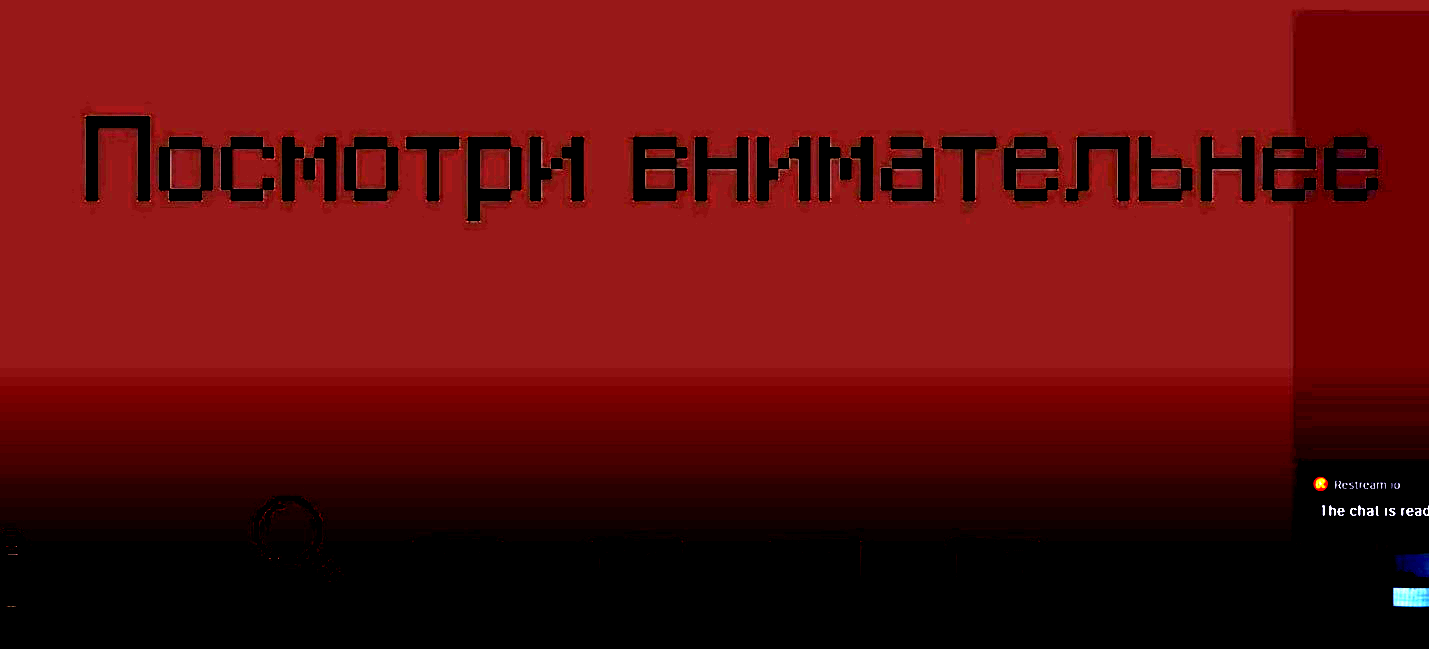 Посмотри внимательнее
Restream io
The chat is read